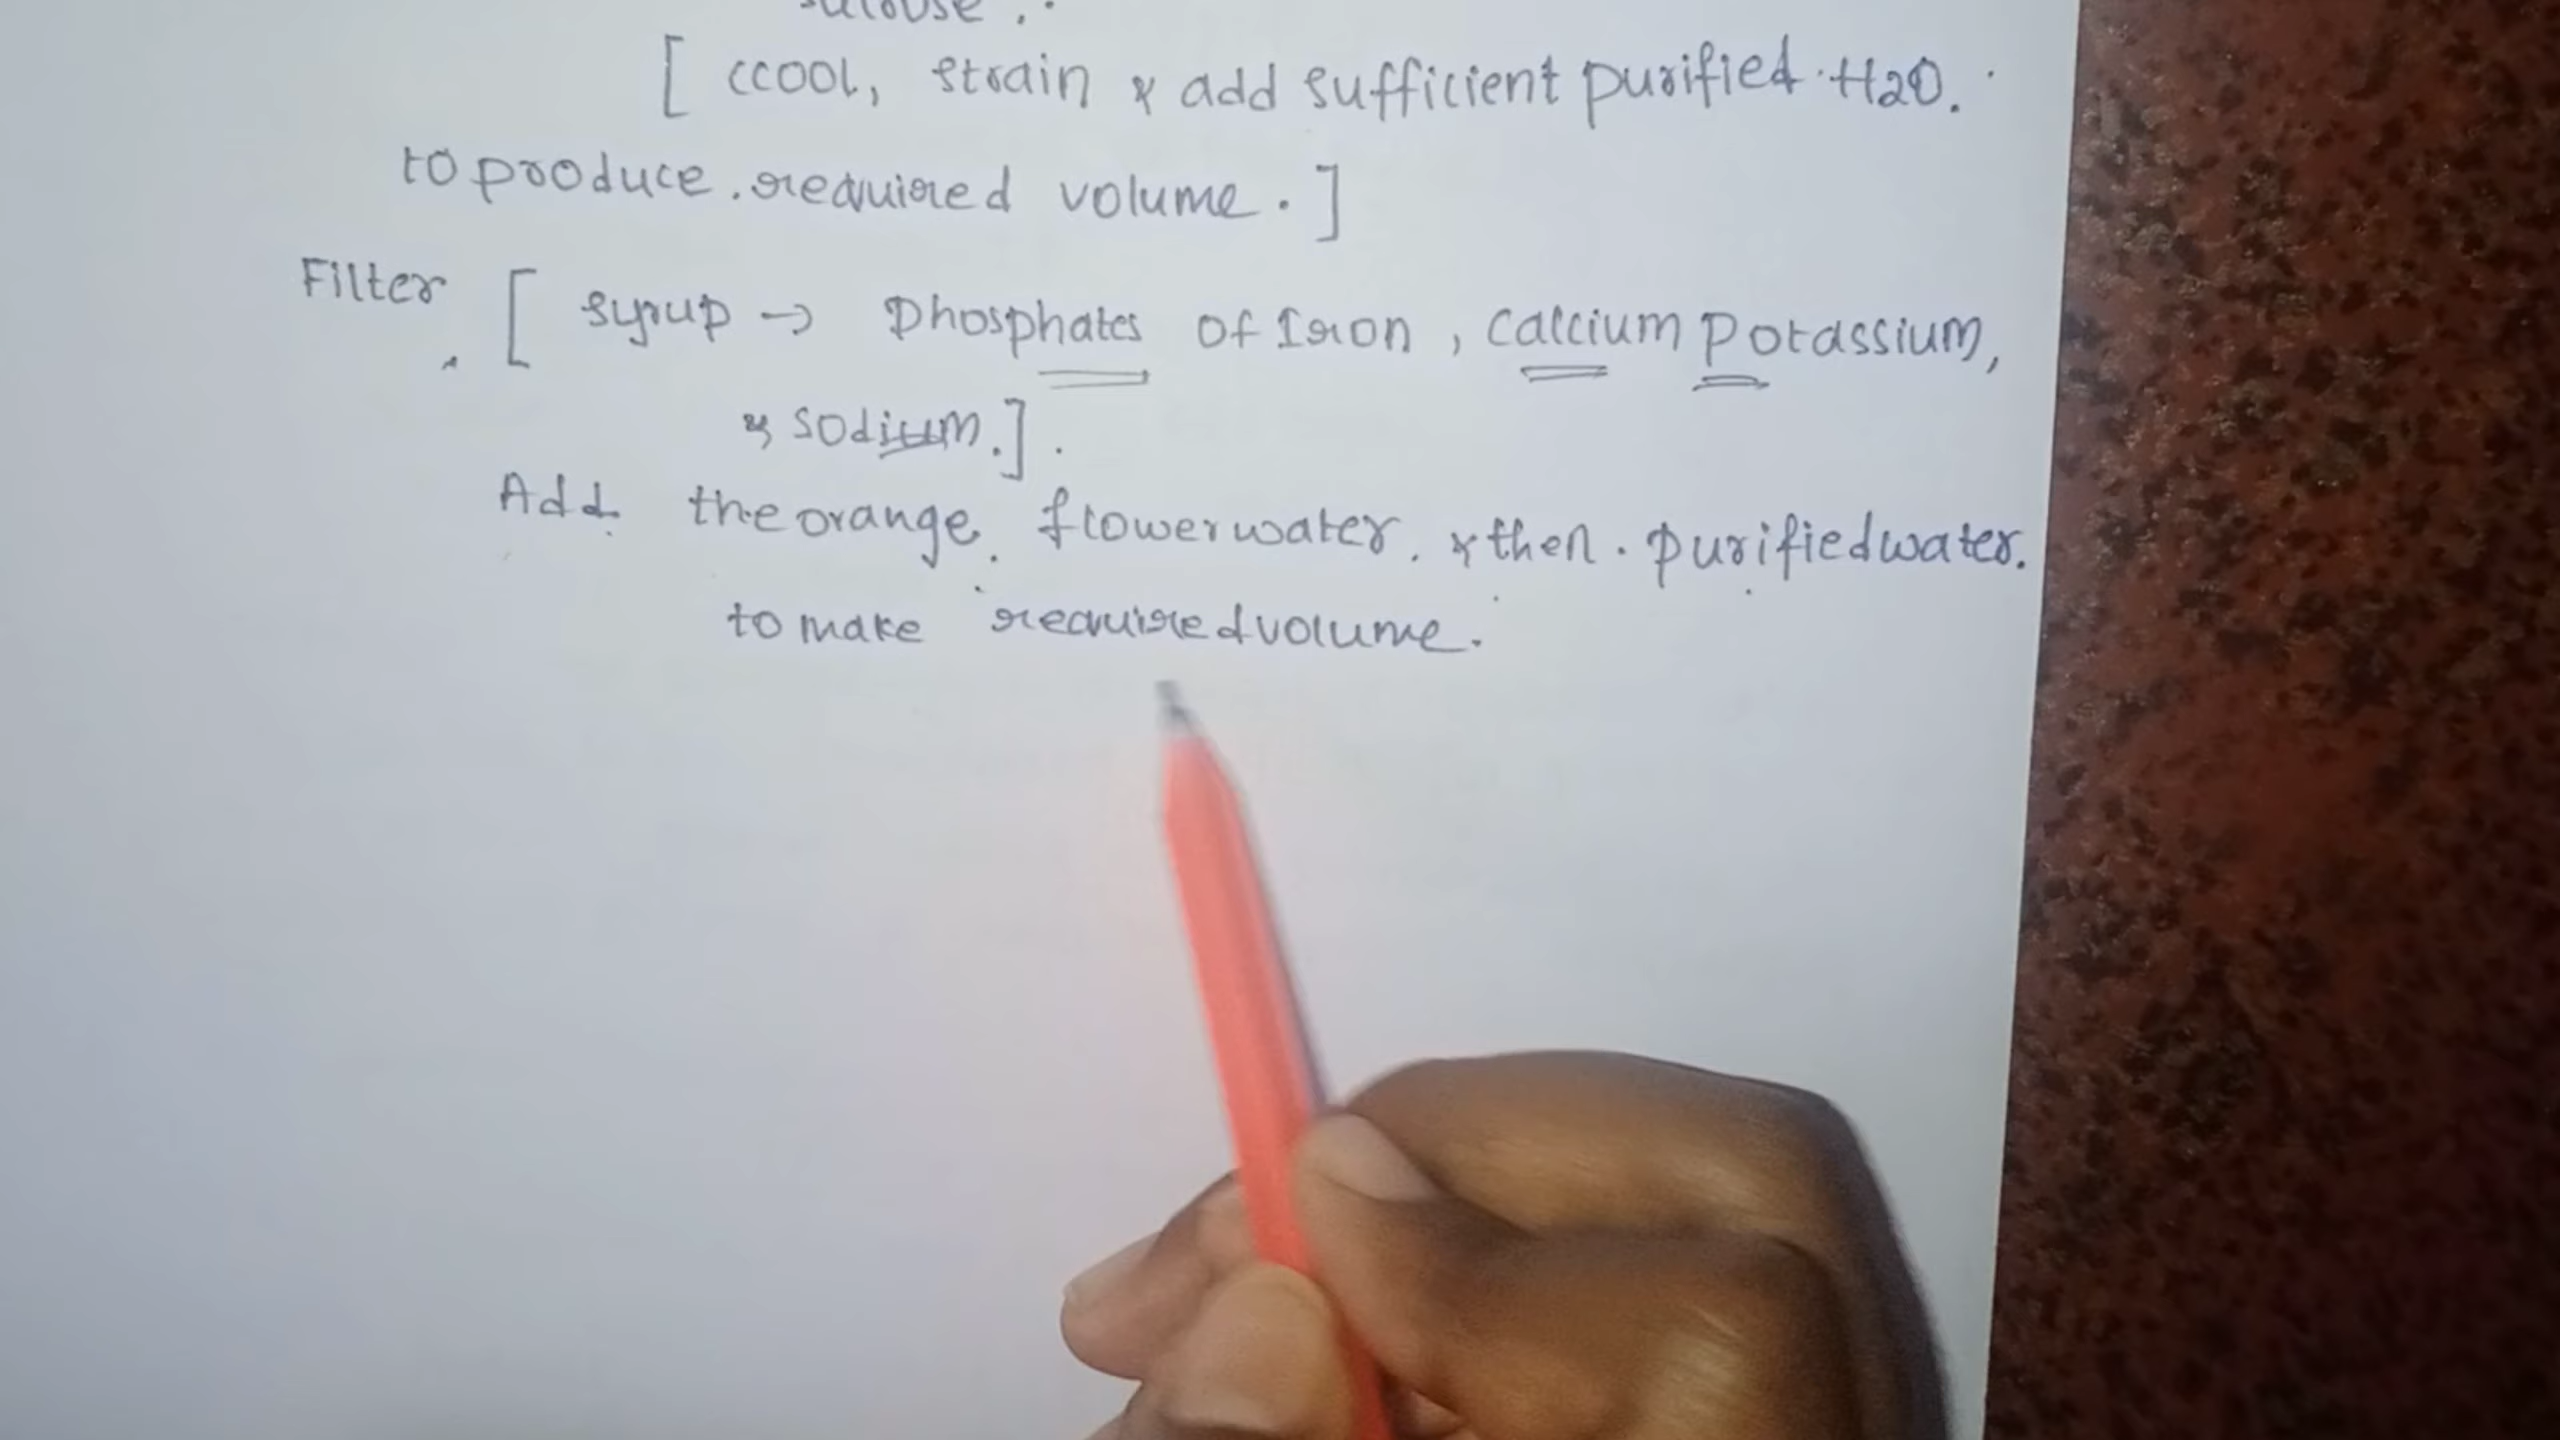 [ ccool, strain & add sufficient purified H2O.
to produce. required volume. ]
Filter [ syrup → Phosphates of Iron, calcium Potassium,
& sodium.].
Add the orange flower water. & then. purified water.
to make required volume.